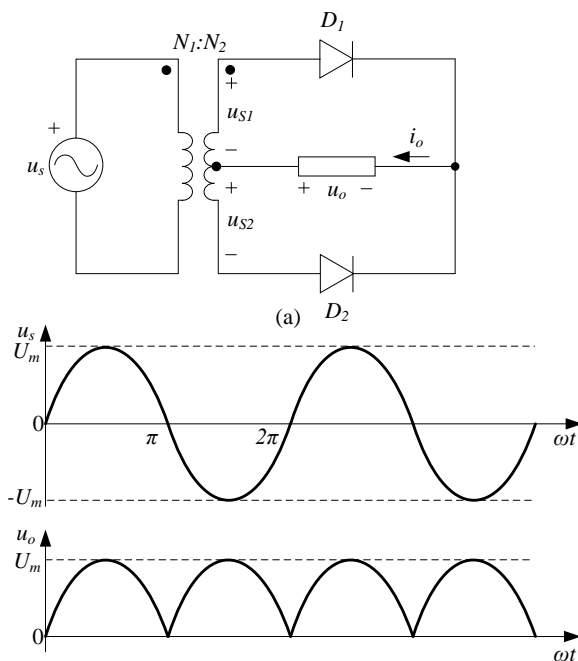 N1:N2
D1
+
uS1
−
+
us
io
+ uo −
+
uS2
−
D2
(a)
us
Um
0
π
2π
ωt
-Um
uo
Um
0
ωt